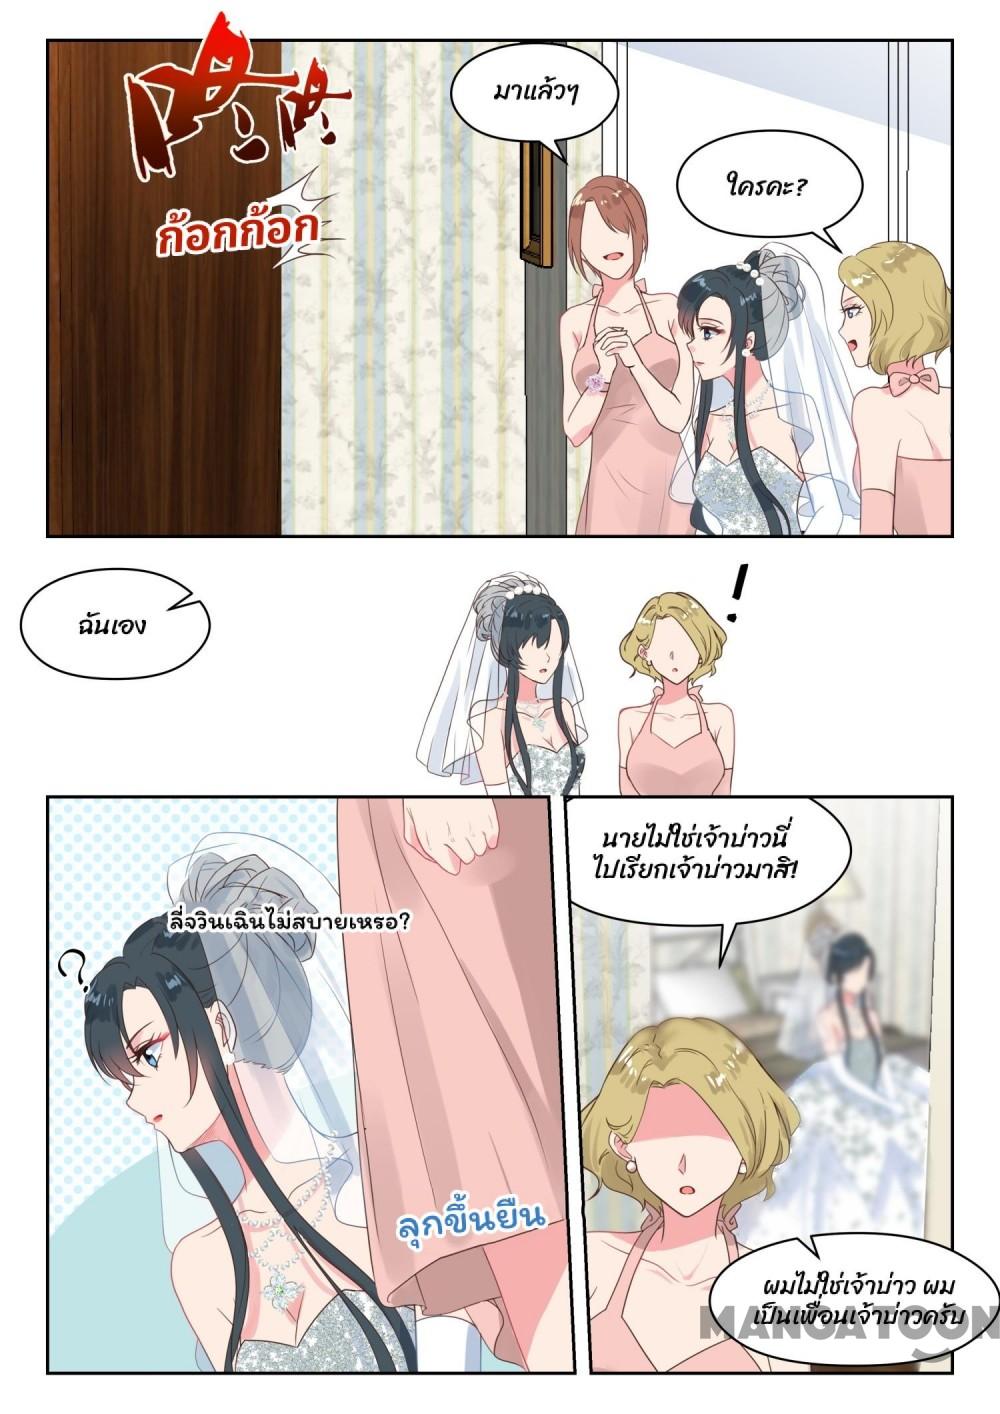 咚咚
ก้อกก้อก
มาแล้วๆ
ใครคะ?
ฉันเอง
!
?
ลี่จวินเฉินไม่สบายเหรอ?
ลุกขึ้นยืน
นายไม่ใช่เจ้าบ่าวนี่
ไปเรียกเจ้าบ่าวมาสิ!
ผมไม่ใช่เจ้าบ่าว ผม
เป็นเพื่อนเจ้าบ่าวครับ
MANGATOON